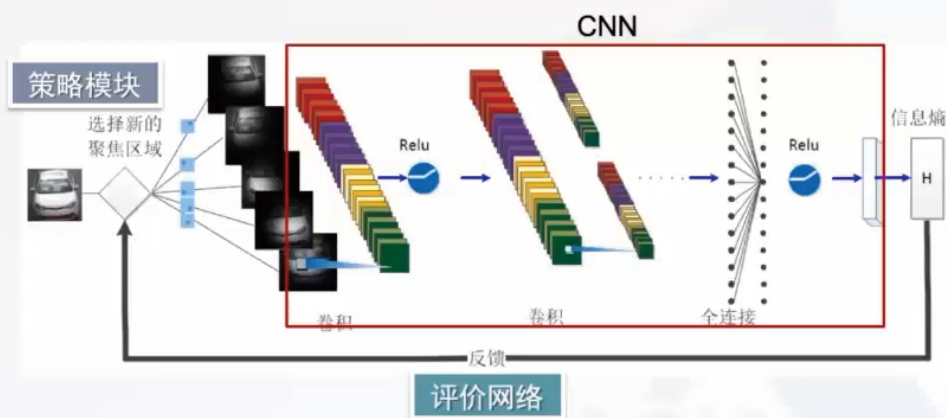 CNN
策略模块
选择新的
聚焦区域
Relu
Relu
信息熵
H
卷积
卷积
全连接
反馈
评价网络